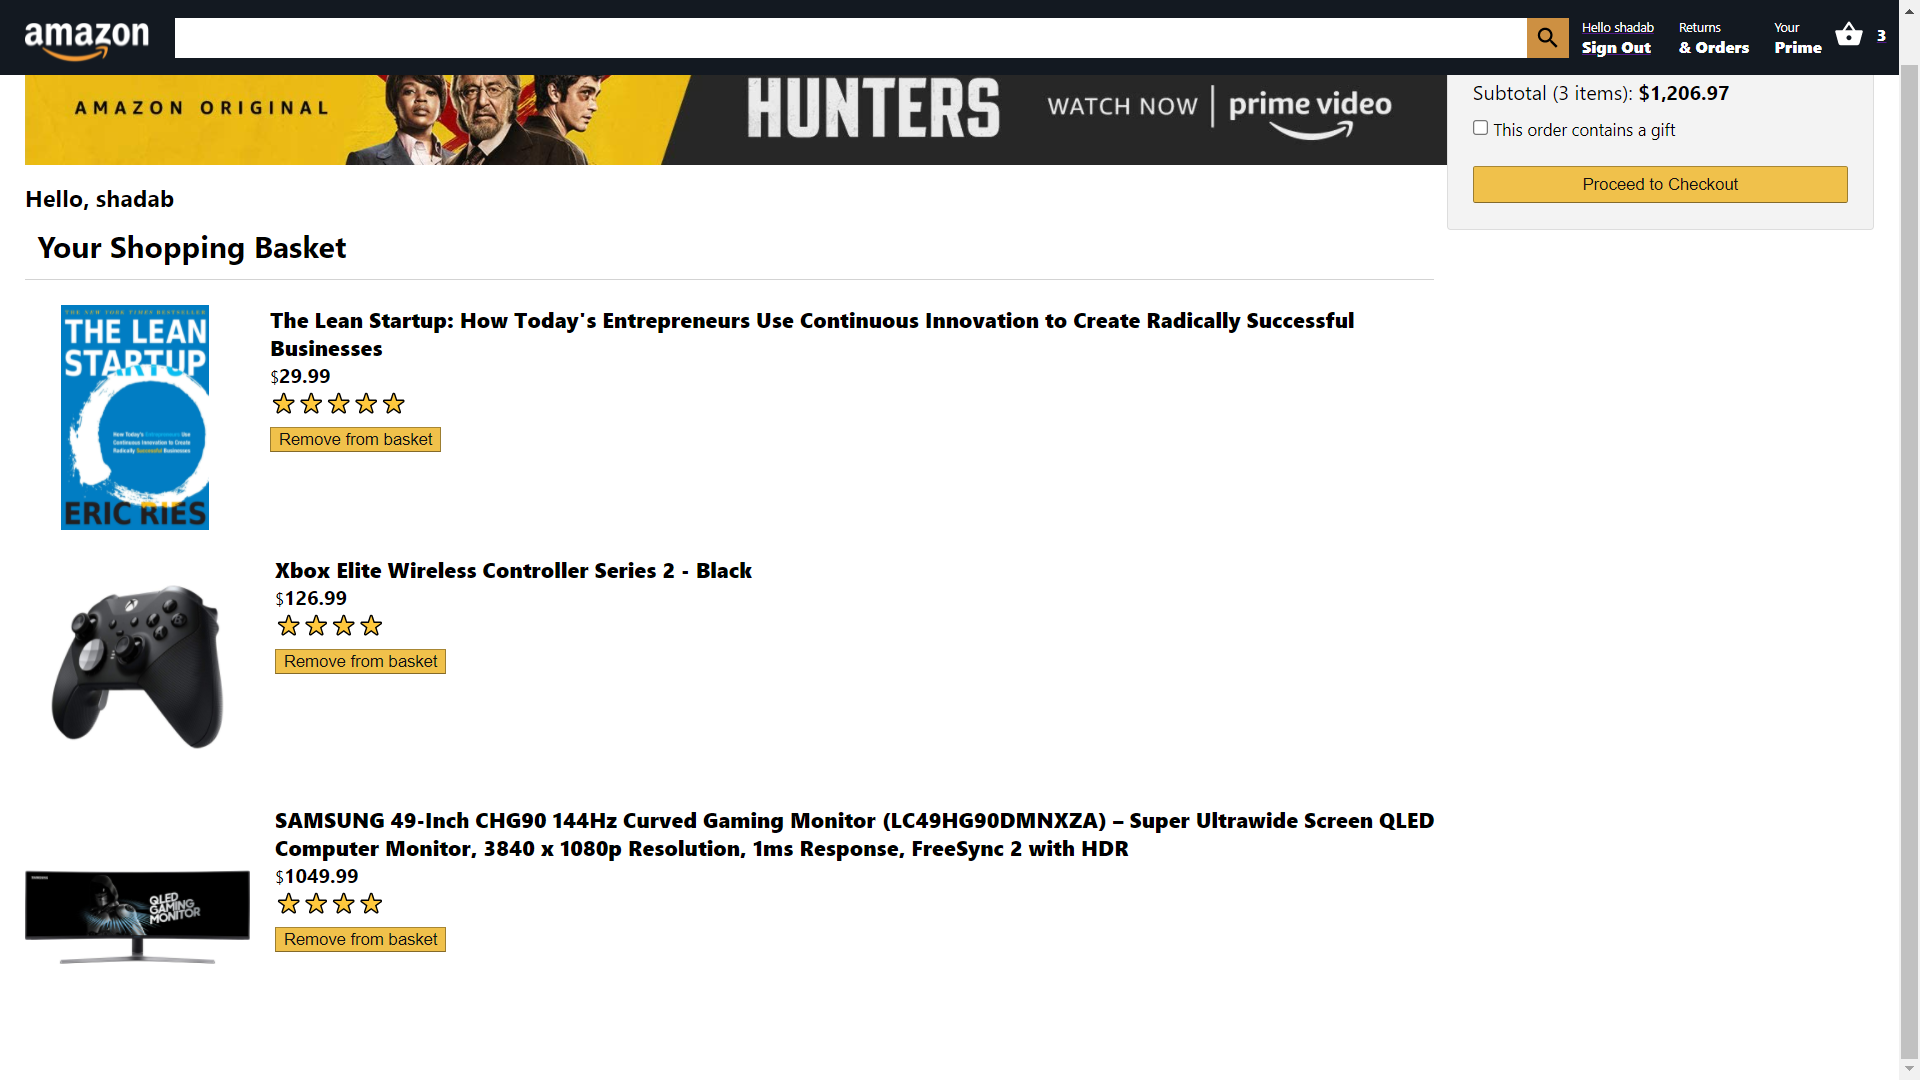 amazon
Hello shadab
Sign Out
Returns
& Orders
Your
Prime
3
AMAZON ORIGINAL
HUNTERS
WATCH NOW
prime video
Subtotal (3 items): $1,206.97
This order contains a gift
Proceed to Checkout
Hello, shadab
Your Shopping Basket
THE NEW YORK TIMES BESTSELLER
THE LEAN
STARTUP
How Today's Entrepreneurs Use
Continuous Innovation to Create
Radically Successful Businesses
ERIC RIES
The Lean Startup: How Today's Entrepreneurs Use Continuous Innovation to Create Radically Successful
Businesses
$29.99
Remove from basket
Xbox Elite Wireless Controller Series 2 - Black
$126.99
Remove from basket
SAMSUNG
QLED
GAMING
MONITOR
SAMSUNG 49-Inch CHG90 144Hz Curved Gaming Monitor (LC49HG90DMNXZA) – Super Ultrawide Screen QLED
Computer Monitor, 3840 x 1080p Resolution, 1ms Response, FreeSync 2 with HDR
$1049.99
Remove from basket